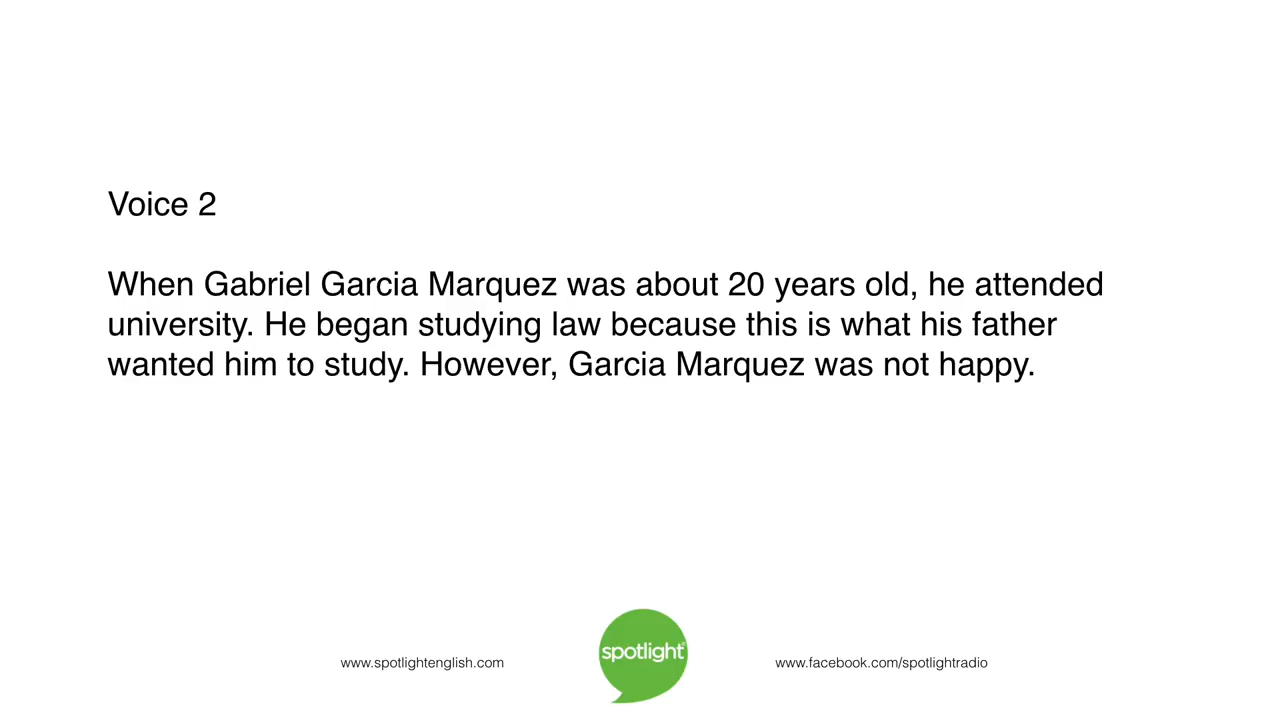 Voice 2
When Gabriel Garcia Marquez was about 20 years old, he attended
university. He began studying law because this is what his father
wanted him to study. However, Garcia Marquez was not happy.
www.spotlightenglish.com
spotlight
www.facebook.com/spotlightradio